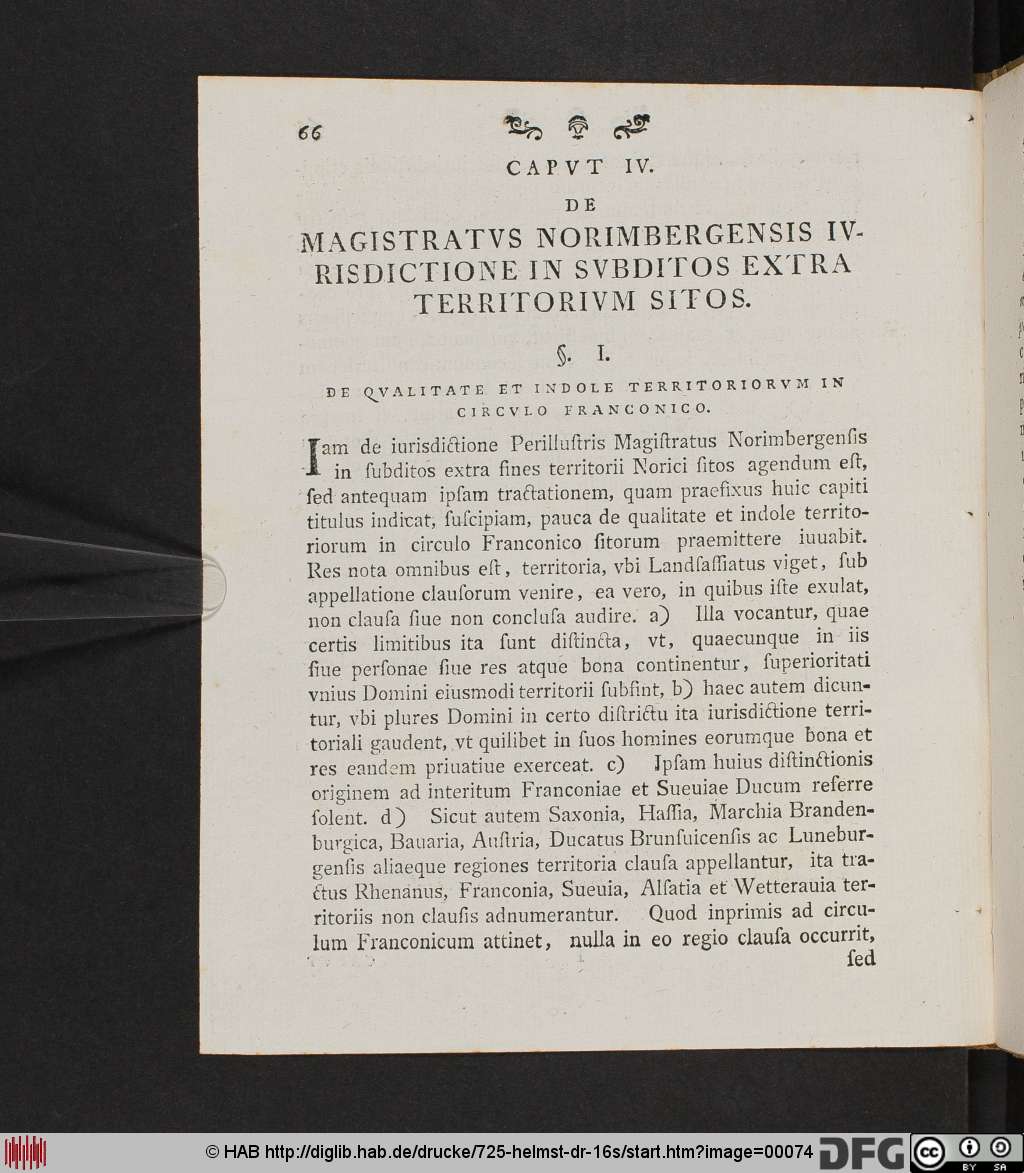 66
CAPVT IV.
DE
MAGISTRATVS NORIMBERGENSIS IV-
RISDICTIONE IN SVBDITOS EXTRA
TERRITORIVM SITOS.
§. I.
DE QVALITATE ET INDOLE TERRITORIORVM IN
CIRCVLO FRANCONICO.
Iam de iurisdictione Perilluſtris Magiſtratus Norimbergenſis
in ſubditos extra fines territorii Norici ſitos agendum eſt,
ſed antequam ipſam tractationem, quam praefixus huic capiti
titulus indicat, ſuſcipiam, pauca de qualitate et indole territo-
riorum in circulo Franconico ſitorum praemittere iuuabit.
Res nota omnibus eſt, territoria, vbi Landſaſſiatus viget, ſub
appellatione clauſorum venire, ea vero, in quibus iſte exulat,
non clauſa ſiue non concluſa audire. a) Illa vocantur, quae
certis limitibus ita ſunt diſtincta, vt, quaecunque in iis
ſiue perſonae ſiue res atque bona continentur, ſuperioritati
vnius Domini eiusmodi territorii ſubſint, b) haec autem dicun-
tur, vbi plures Domini in certo diſtrictu ita iurisdictione terri-
toriali gaudent, vt quilibet in ſuos homines eorumque bona et
res eandem priuatiue exerceat. c) Ipſam huius diſtinctionis
originem ad interitum Franconiae et Sueuiae Ducum referre
ſolent. d) Sicut autem Saxonia, Haſſia, Marchia Branden-
burgica, Bauaria, Auſtria, Ducatus Brunſuicenſis ac Lunebur-
genſis aliaeque regiones territoria clauſa appellantur, ita tra-
ctus Rhenanus, Franconia, Sueuia, Alſatia et Wetterauia ter-
ritoriis non clauſis adnumerantur. Quod inprimis ad circu-
lum Franconicum attinet, nulla in eo regio clauſa occurrit,
ſed
© HAB http://diglib.hab.de/drucke/725-helmst-dr-16s/start.htm?image=00074
DFG
cc
BY
SA